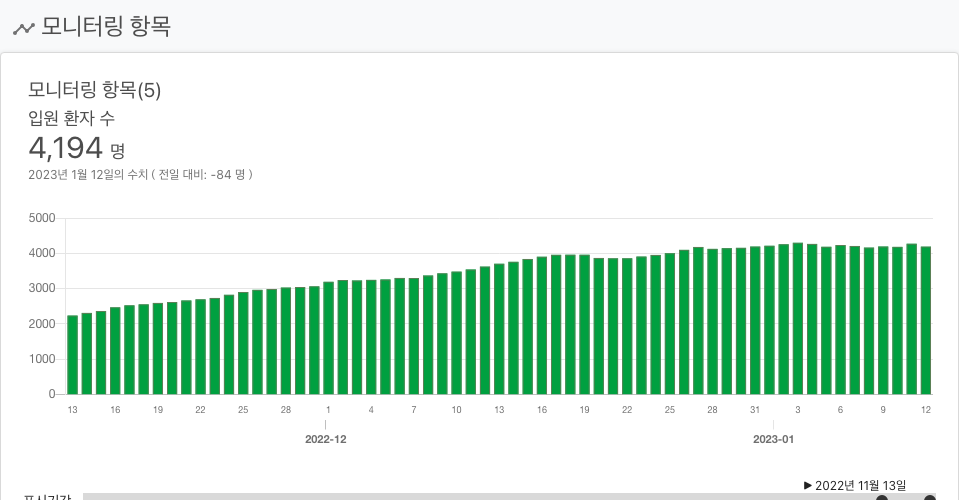 모니터링 항목
모니터링 항목(5)
입원 환자 수
4,194 명
2023년 1월 12일의 수치 ( 전일 대비: -84 명 )
5000
4000
3000
2000
1000
0
13 16 19 22 25 28 1 4 7 10 13 16 19 22 25 28 31 3 6 9 12
2022-12 2023-01
▶ 2022년 11월 13일
표시기간